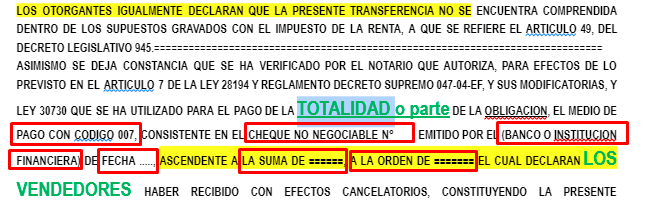 LOS OTORGANTES IGUALMENTE DECLARAN QUE LA PRESENTE TRANSFERENCIA NO SE ENCUENTRA COMPRENDIDA
DENTRO DE LOS SUPUESTOS GRAVADOS CON EL IMPUESTO DE LA RENTA, A QUE SE REFIERE EL ARTICULO 49, DEL
DECRETO LEGISLATIVO 945.================================================================
ASIMISMO SE DEJA CONSTANCIA QUE SE HA VERIFICADO POR EL NOTARIO QUE AUTORIZA, PARA EFECTOS DE LO
PREVISTO EN EL ARTICULO 7 DE LA LEY 28194 Y REGLAMENTO DECRETO SUPREMO 047-04-EF, Y SUS MODIFICATORIAS, Y
LEY 30730 QUE SE HA UTILIZADO PARA EL PAGO DE LA TOTALIDAD o parte DE LA OBLIGACION, EL MEDIO DE
PAGO CON CODIGO 007, CONSISTENTE EN EL CHEQUE NO NEGOCIABLE N° EMITIDO POR EL (BANCO O INSTITUCION
FINANCIERA) DE FECHA ....., ASCENDENTE A LA SUMA DE ======, A LA ORDEN DE ======= EL CUAL DECLARAN LOS
VENDEDORES HABER RECIBIDO CON EFECTOS CANCELATORIOS, CONSTITUYENDO LA PRESENTE